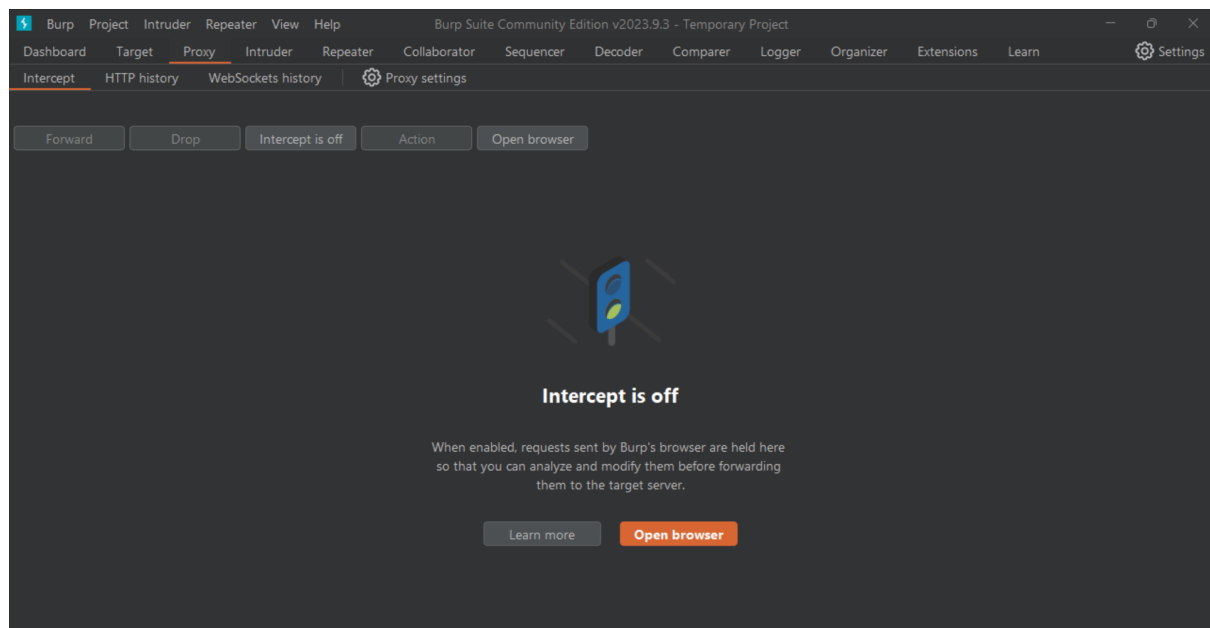 Burp Project Intruder Repeater View Help Burp Suite Community Edition v2023.9.3 - Temporary Project
Dashboard Target Proxy Intruder Repeater Collaborator Sequencer Decoder Comparer Logger Organizer Extensions Learn Settings
Intercept HTTP history WebSockets history Proxy settings
Forward Drop Intercept is off Action Open browser
Intercept is off
When enabled, requests sent by Burp's browser are held here
so that you can analyze and modify them before forwarding
them to the target server.
Learn more Open browser